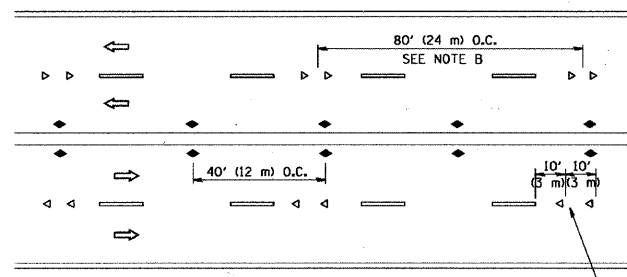 80' (24 m) O.C.
SEE NOTE B
40' (12 m) O.C.
10' 10'
(3 m) (3 m)